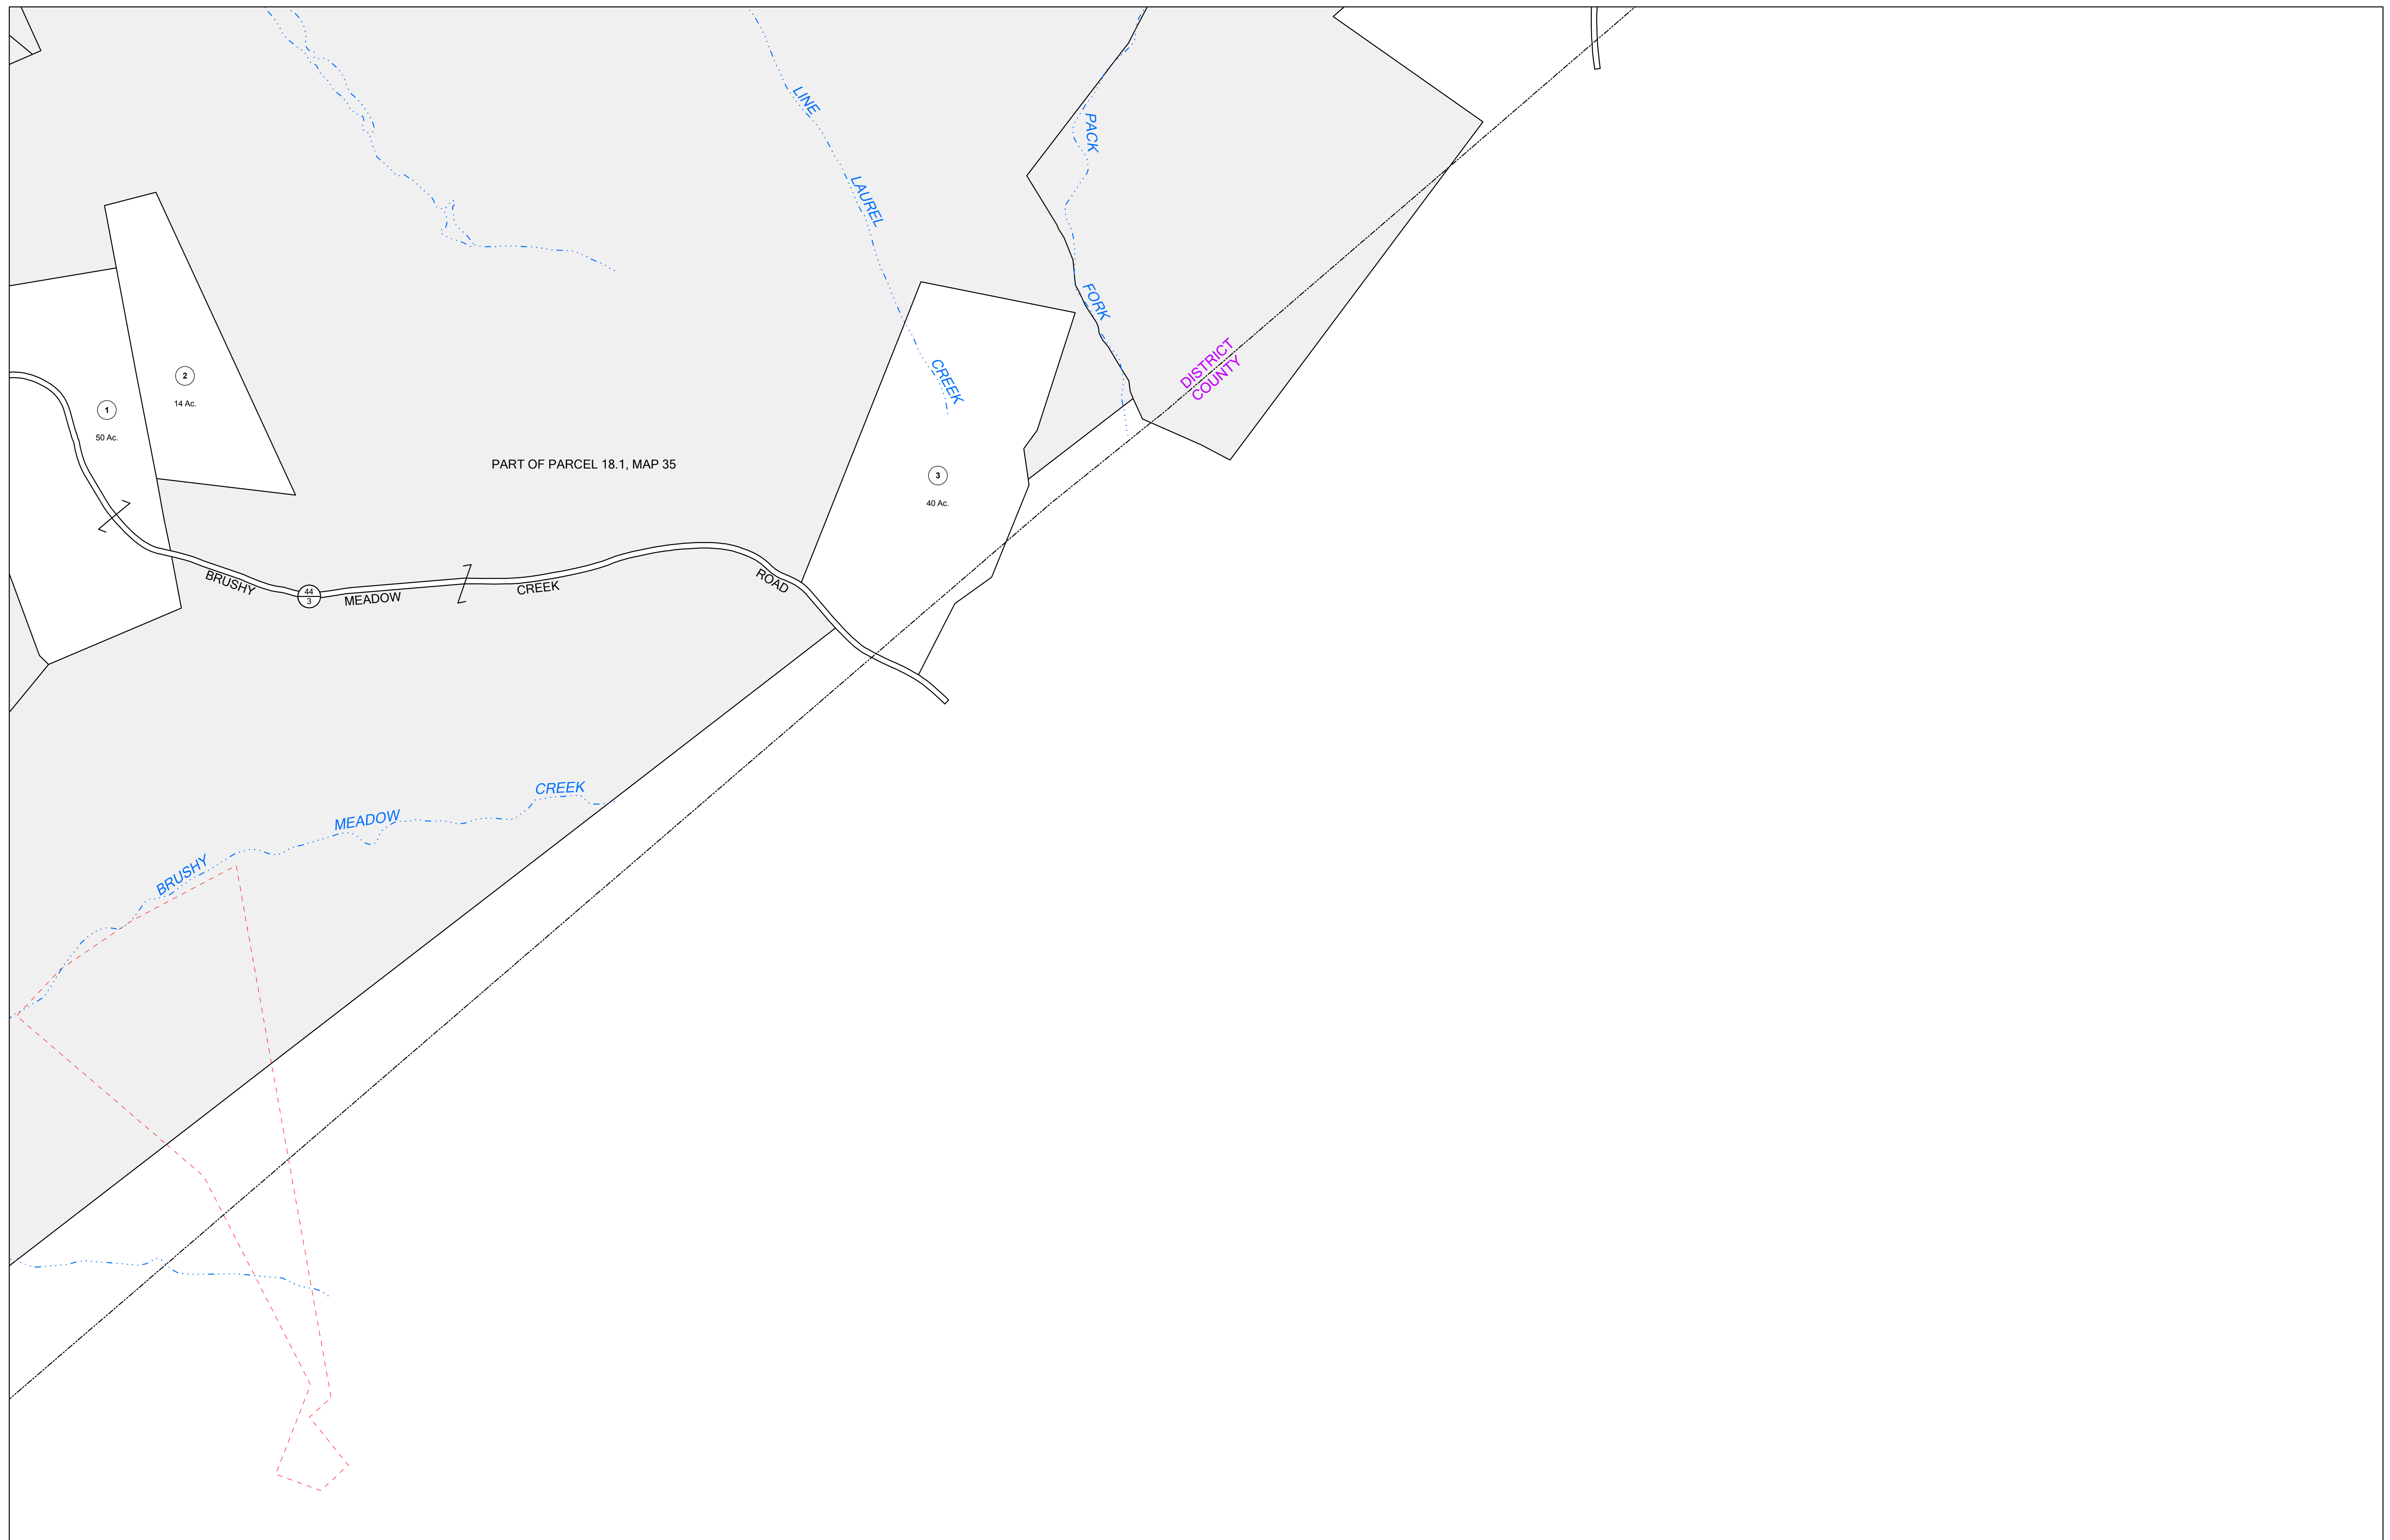 LINE
LAUREL
CREEK
PACK
FORK
DISTRICT
COUNTY
2
14 Ac.
1
50 Ac.
PART OF PARCEL 18.1, MAP 35
3
40 Ac.
BRUSHY
44
3
MEADOW
CREEK
ROAD
BRUSHY
MEADOW
CREEK